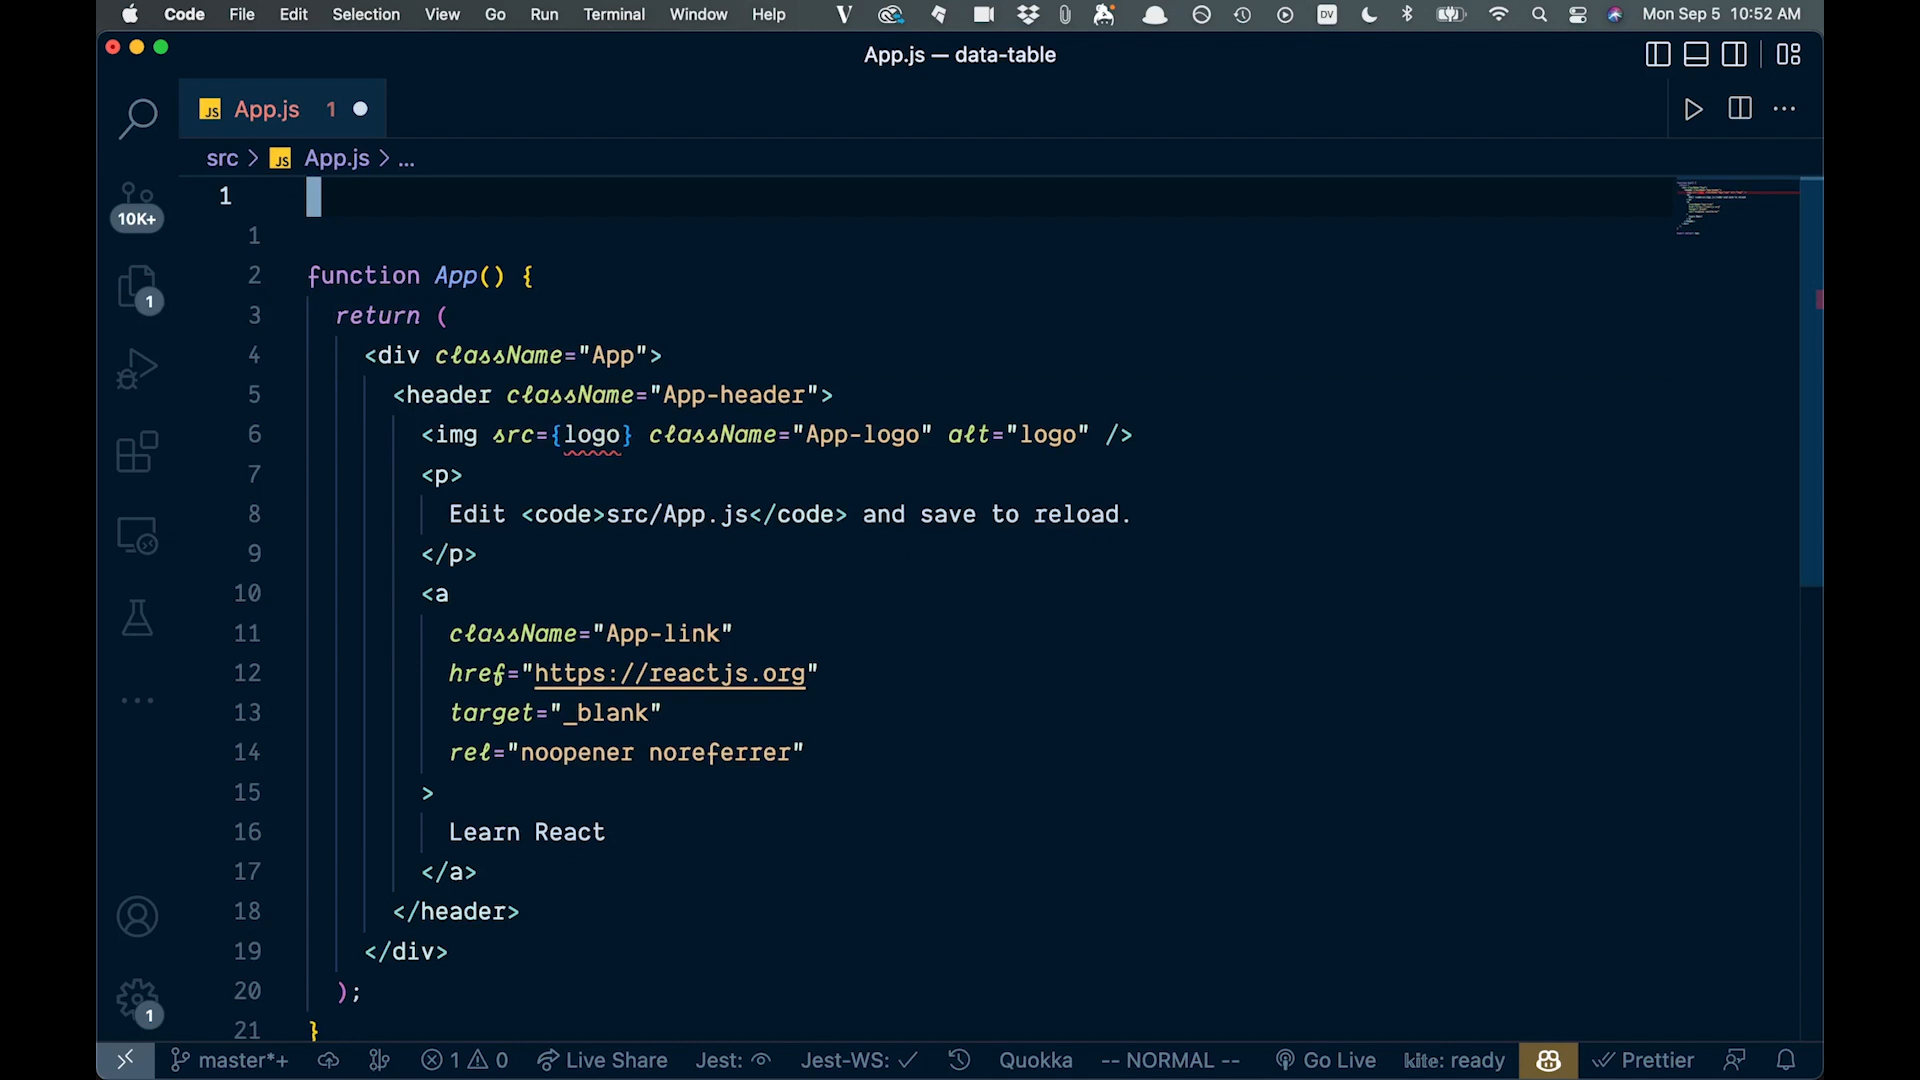 Code File Edit Selection View Go Run Terminal Window Help V DV Mon Sep 5 10:52 AM
App.js — data-table
JS App.js 1
src > JS App.js > ...
10K+
1
1
1
1
2 function App() {
3 return (
4 <div className="App">
5 <header className="App-header">
6 <img src={logo} className="App-logo" alt="logo" />
7 <p>
8 Edit <code>src/App.js</code> and save to reload.
9 </p>
10 <a
11 className="App-link"
12 href="https://reactjs.org"
13 target="_blank"
14 rel="noopener noreferrer"
15 >
16 Learn React
17 </a>
18 </header>
19 </div>
20 );
21 }
master*+ 1 0 Live Share Jest: Jest-WS: Quokka -- NORMAL -- Go Live kite: ready Prettier